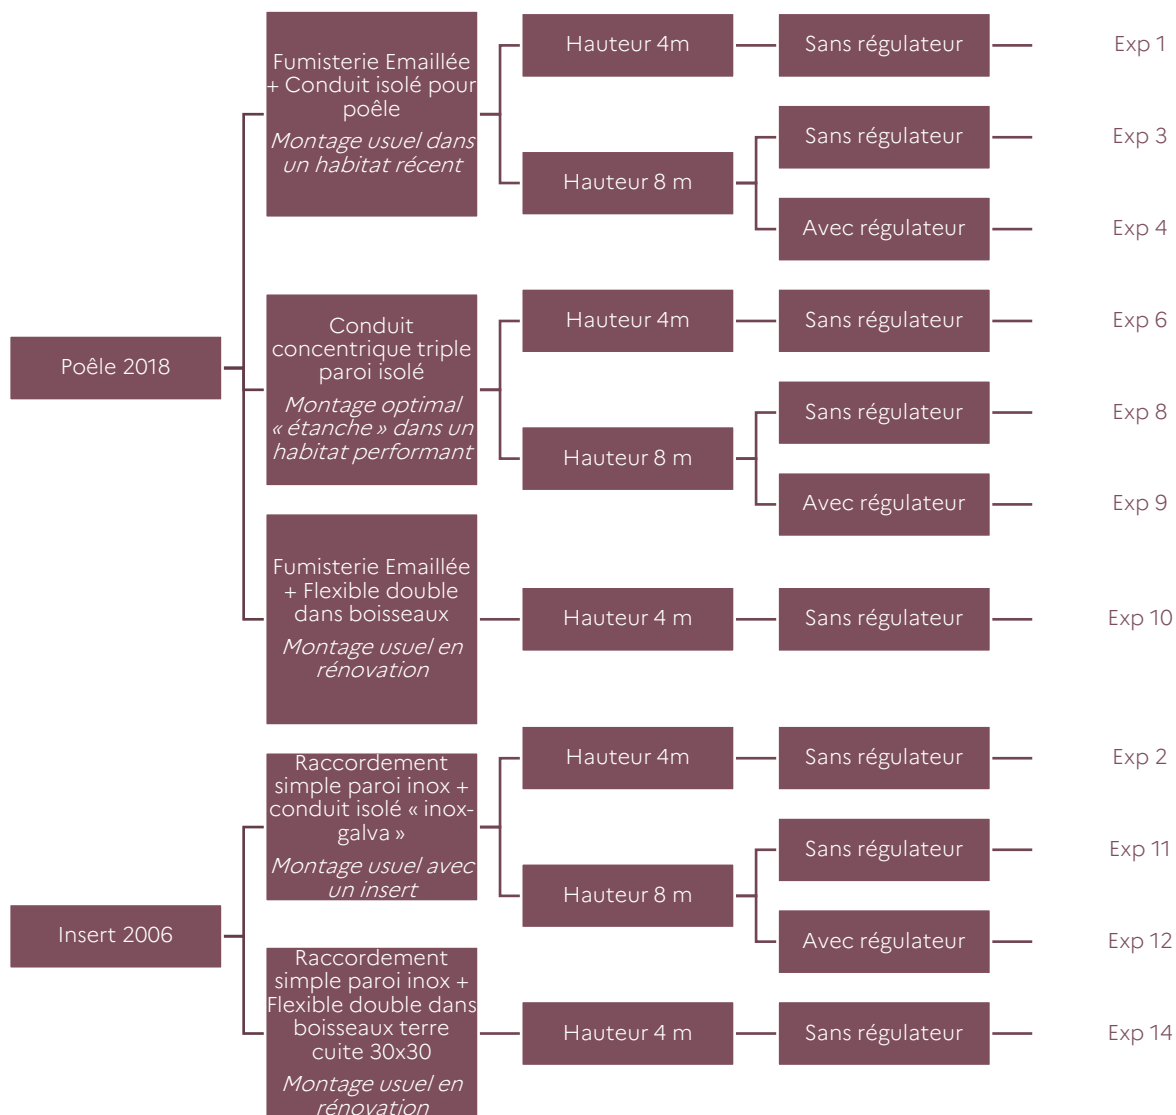 Poêle 2018
Fumisterie Emaillée
+ Conduit isolé pour
poêle
Montage usuel dans
un habitat récent
Hauteur 4m
Sans régulateur
Exp 1
Hauteur 8 m
Sans régulateur
Exp 3
Avec régulateur
Exp 4
Conduit
concentrique triple
paroi isolé
Montage optimal
« étanche » dans un
habitat performant
Hauteur 4m
Sans régulateur
Exp 6
Hauteur 8 m
Sans régulateur
Exp 8
Avec régulateur
Exp 9
Fumisterie Emaillée
+ Flexible double
dans boisseaux
Montage usuel en
rénovation
Hauteur 4 m
Sans régulateur
Exp 10
Insert 2006
Raccordement
simple paroi inox +
conduit isolé « inox-
galva »
Montage usuel avec
un insert
Hauteur 4m
Sans régulateur
Exp 2
Hauteur 8 m
Sans régulateur
Exp 11
Avec régulateur
Exp 12
Raccordement
simple paroi inox +
Flexible double dans
boisseaux terre
cuite 30x30
Montage usuel en
rénovation
Hauteur 4 m
Sans régulateur
Exp 14